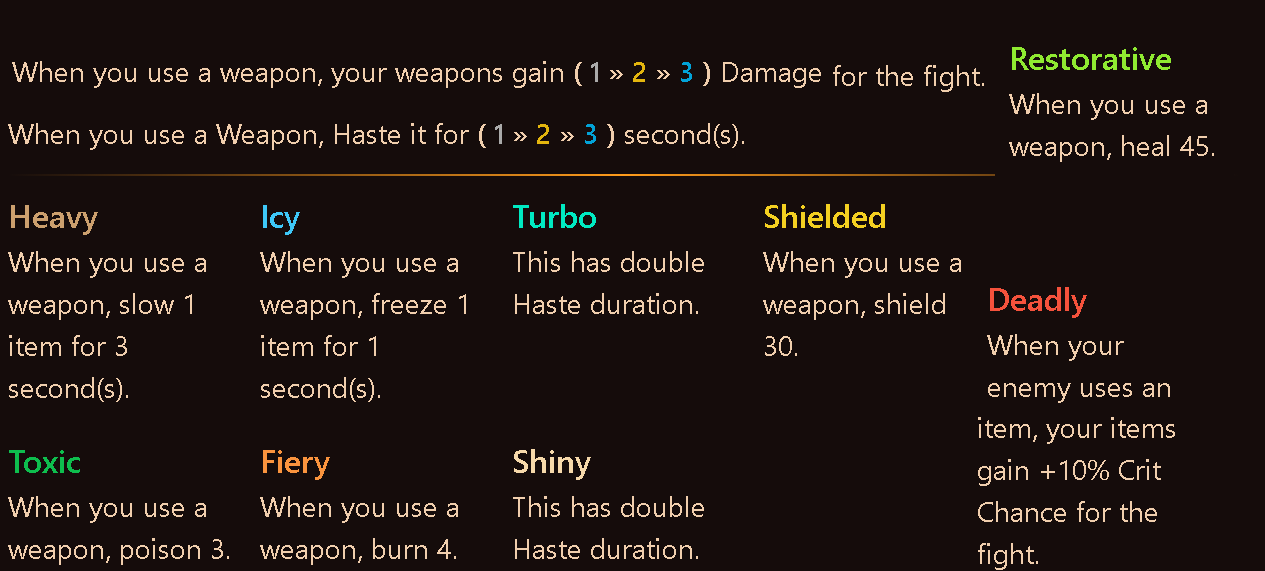 When you use a weapon, your weapons gain ( 1 » 2 » 3 ) Damage for the fight.
When you use a Weapon, Haste it for ( 1 » 2 » 3 ) second(s).
Restorative
When you use a
weapon, heal 45.
Heavy
When you use a
weapon, slow 1
item for 3
second(s).
Icy
When you use a
weapon, freeze 1
item for 1
second(s).
Turbo
This has double
Haste duration.
Shielded
When you use a
weapon, shield
30.
Deadly
When your
enemy uses an
item, your items
gain +10% Crit
Chance for the
fight.
Toxic
When you use a
weapon, poison 3.
Fiery
When you use a
weapon, burn 4.
Shiny
This has double
Haste duration.